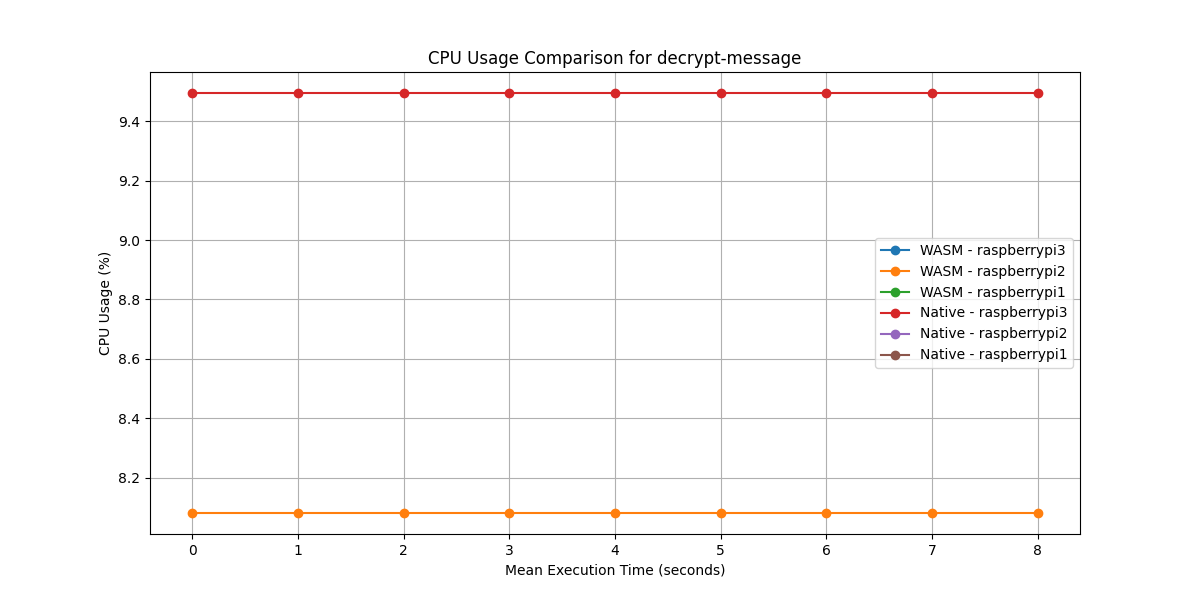 CPU Usage Comparison for decrypt-message
CPU Usage (%)
9.4
9.2
9.0
8.8
8.6
8.4
8.2
WASM - raspberrypi3
WASM - raspberrypi2
WASM - raspberrypi1
Native - raspberrypi3
Native - raspberrypi2
Native - raspberrypi1
0 1 2 3 4 5 6 7 8
Mean Execution Time (seconds)